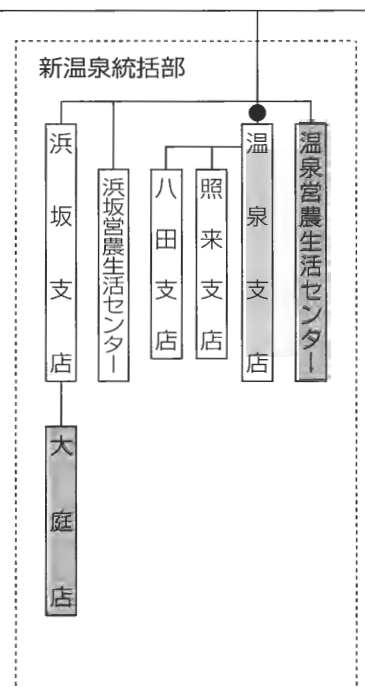 新温泉統括部
浜坂支店
浜坂営農生活センター
八田支店
照来支店
温泉支店
温泉営農生活センター
大庭店